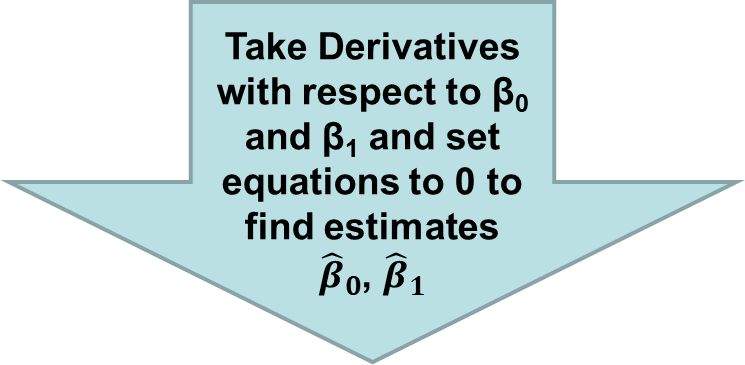 Take Derivatives
with respect to β₀
and β₁ and set
equations to 0 to
find estimates
β̂₀, β̂₁